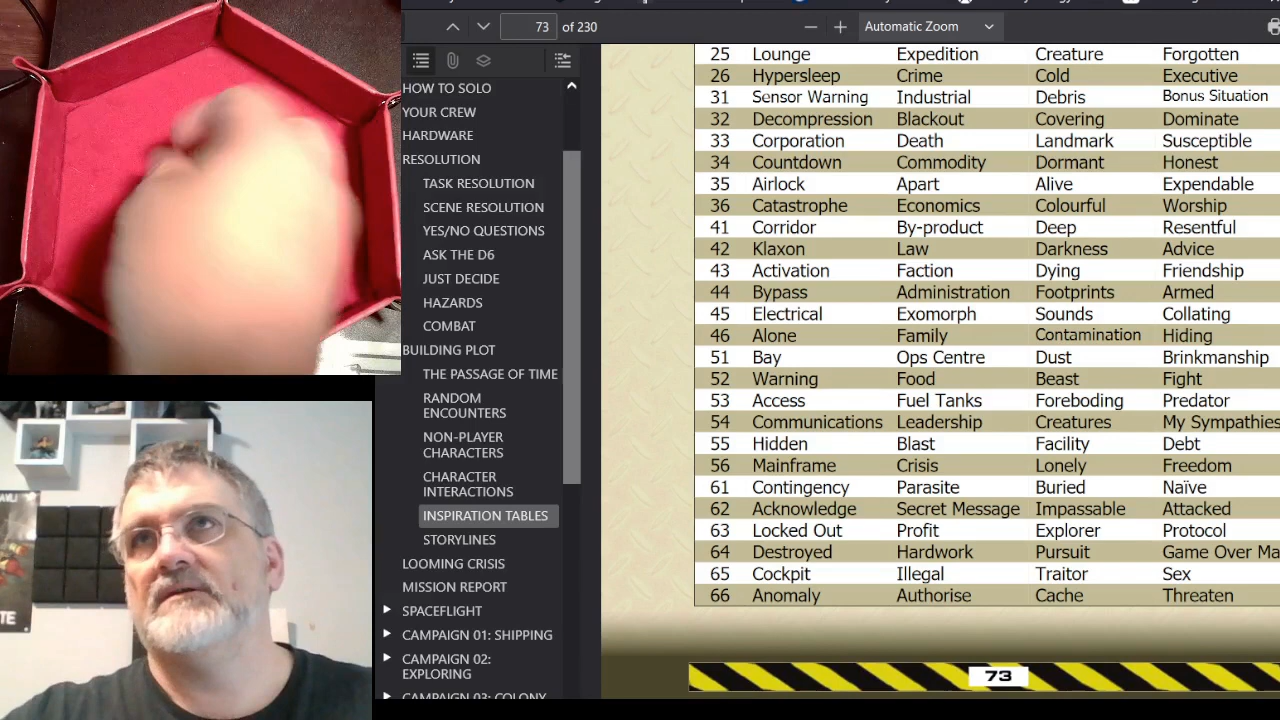 73 of 230
Automatic Zoom
HOW TO SOLO
YOUR CREW
HARDWARE
RESOLUTION
TASK RESOLUTION
SCENE RESOLUTION
YES/NO QUESTIONS
ASK THE D6
JUST DECIDE
HAZARDS
COMBAT
BUILDING PLOT
THE PASSAGE OF TIME
RANDOM
ENCOUNTERS
NON-PLAYER
CHARACTERS
CHARACTER
INTERACTIONS
INSPIRATION TABLES
STORYLINES
LOOMING CRISIS
MISSION REPORT
SPACEFLIGHT
CAMPAIGN 01: SHIPPING
CAMPAIGN 02:
EXPLORING
CAMPAIGN 03: COLONY
25 Lounge Expedition Creature Forgotten
26 Hypersleep Crime Cold Executive
31 Sensor Warning Industrial Debris Bonus Situation
32 Decompression Blackout Covering Dominate
33 Corporation Death Landmark Susceptible
34 Countdown Commodity Dormant Honest
35 Airlock Apart Alive Expendable
36 Catastrophe Economics Colourful Worship
41 Corridor By-product Deep Resentful
42 Klaxon Law Darkness Advice
43 Activation Faction Dying Friendship
44 Bypass Administration Footprints Armed
45 Electrical Exomorph Sounds Collating
46 Alone Family Contamination Hiding
51 Bay Ops Centre Dust Brinkmanship
52 Warning Food Beast Fight
53 Access Fuel Tanks Foreboding Predator
54 Communications Leadership Creatures My Sympathies
55 Hidden Blast Facility Debt
56 Mainframe Crisis Lonely Freedom
61 Contingency Parasite Buried Naïve
62 Acknowledge Secret Message Impassable Attacked
63 Locked Out Profit Explorer Protocol
64 Destroyed Hardwork Pursuit Game Over Ma
65 Cockpit Illegal Traitor Sex
66 Anomaly Authorise Cache Threaten
73